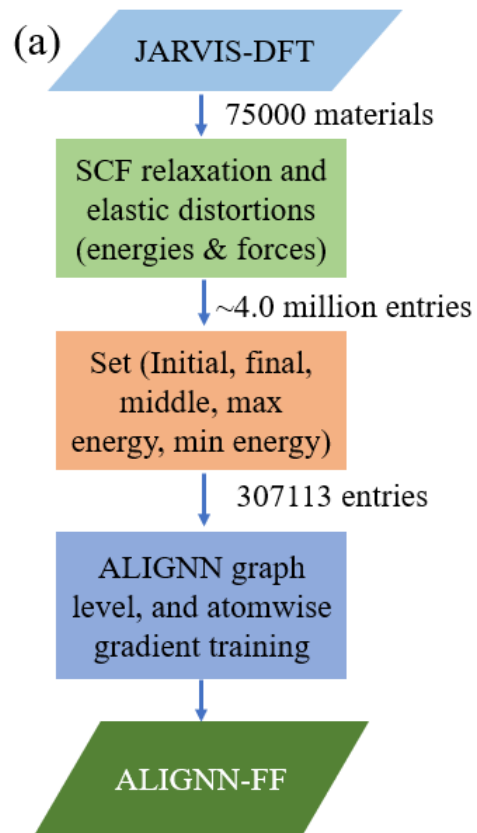 (a)
JARVIS-DFT
75000 materials
SCF relaxation and
elastic distortions
(energies & forces)
~4.0 million entries
Set (Initial, final,
middle, max
energy, min energy)
307113 entries
ALIGNN graph
level, and atomwise
gradient training
ALIGNN-FF